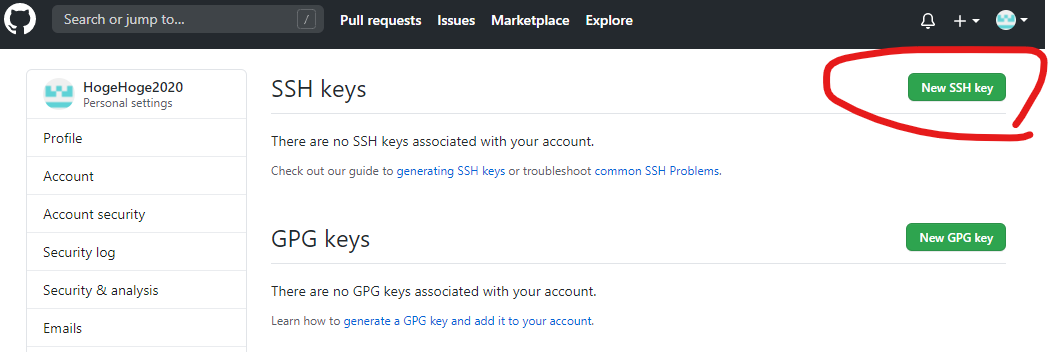 Search or jump to... / Pull requests Issues Marketplace Explore
HogeHoge2020
Personal settings
Profile
Account
Account security
Security log
Security & analysis
Emails
SSH keys New SSH key
There are no SSH keys associated with your account.
Check out our guide to generating SSH keys or troubleshoot common SSH Problems.
GPG keys New GPG key
There are no GPG keys associated with your account.
Learn how to generate a GPG key and add it to your account.